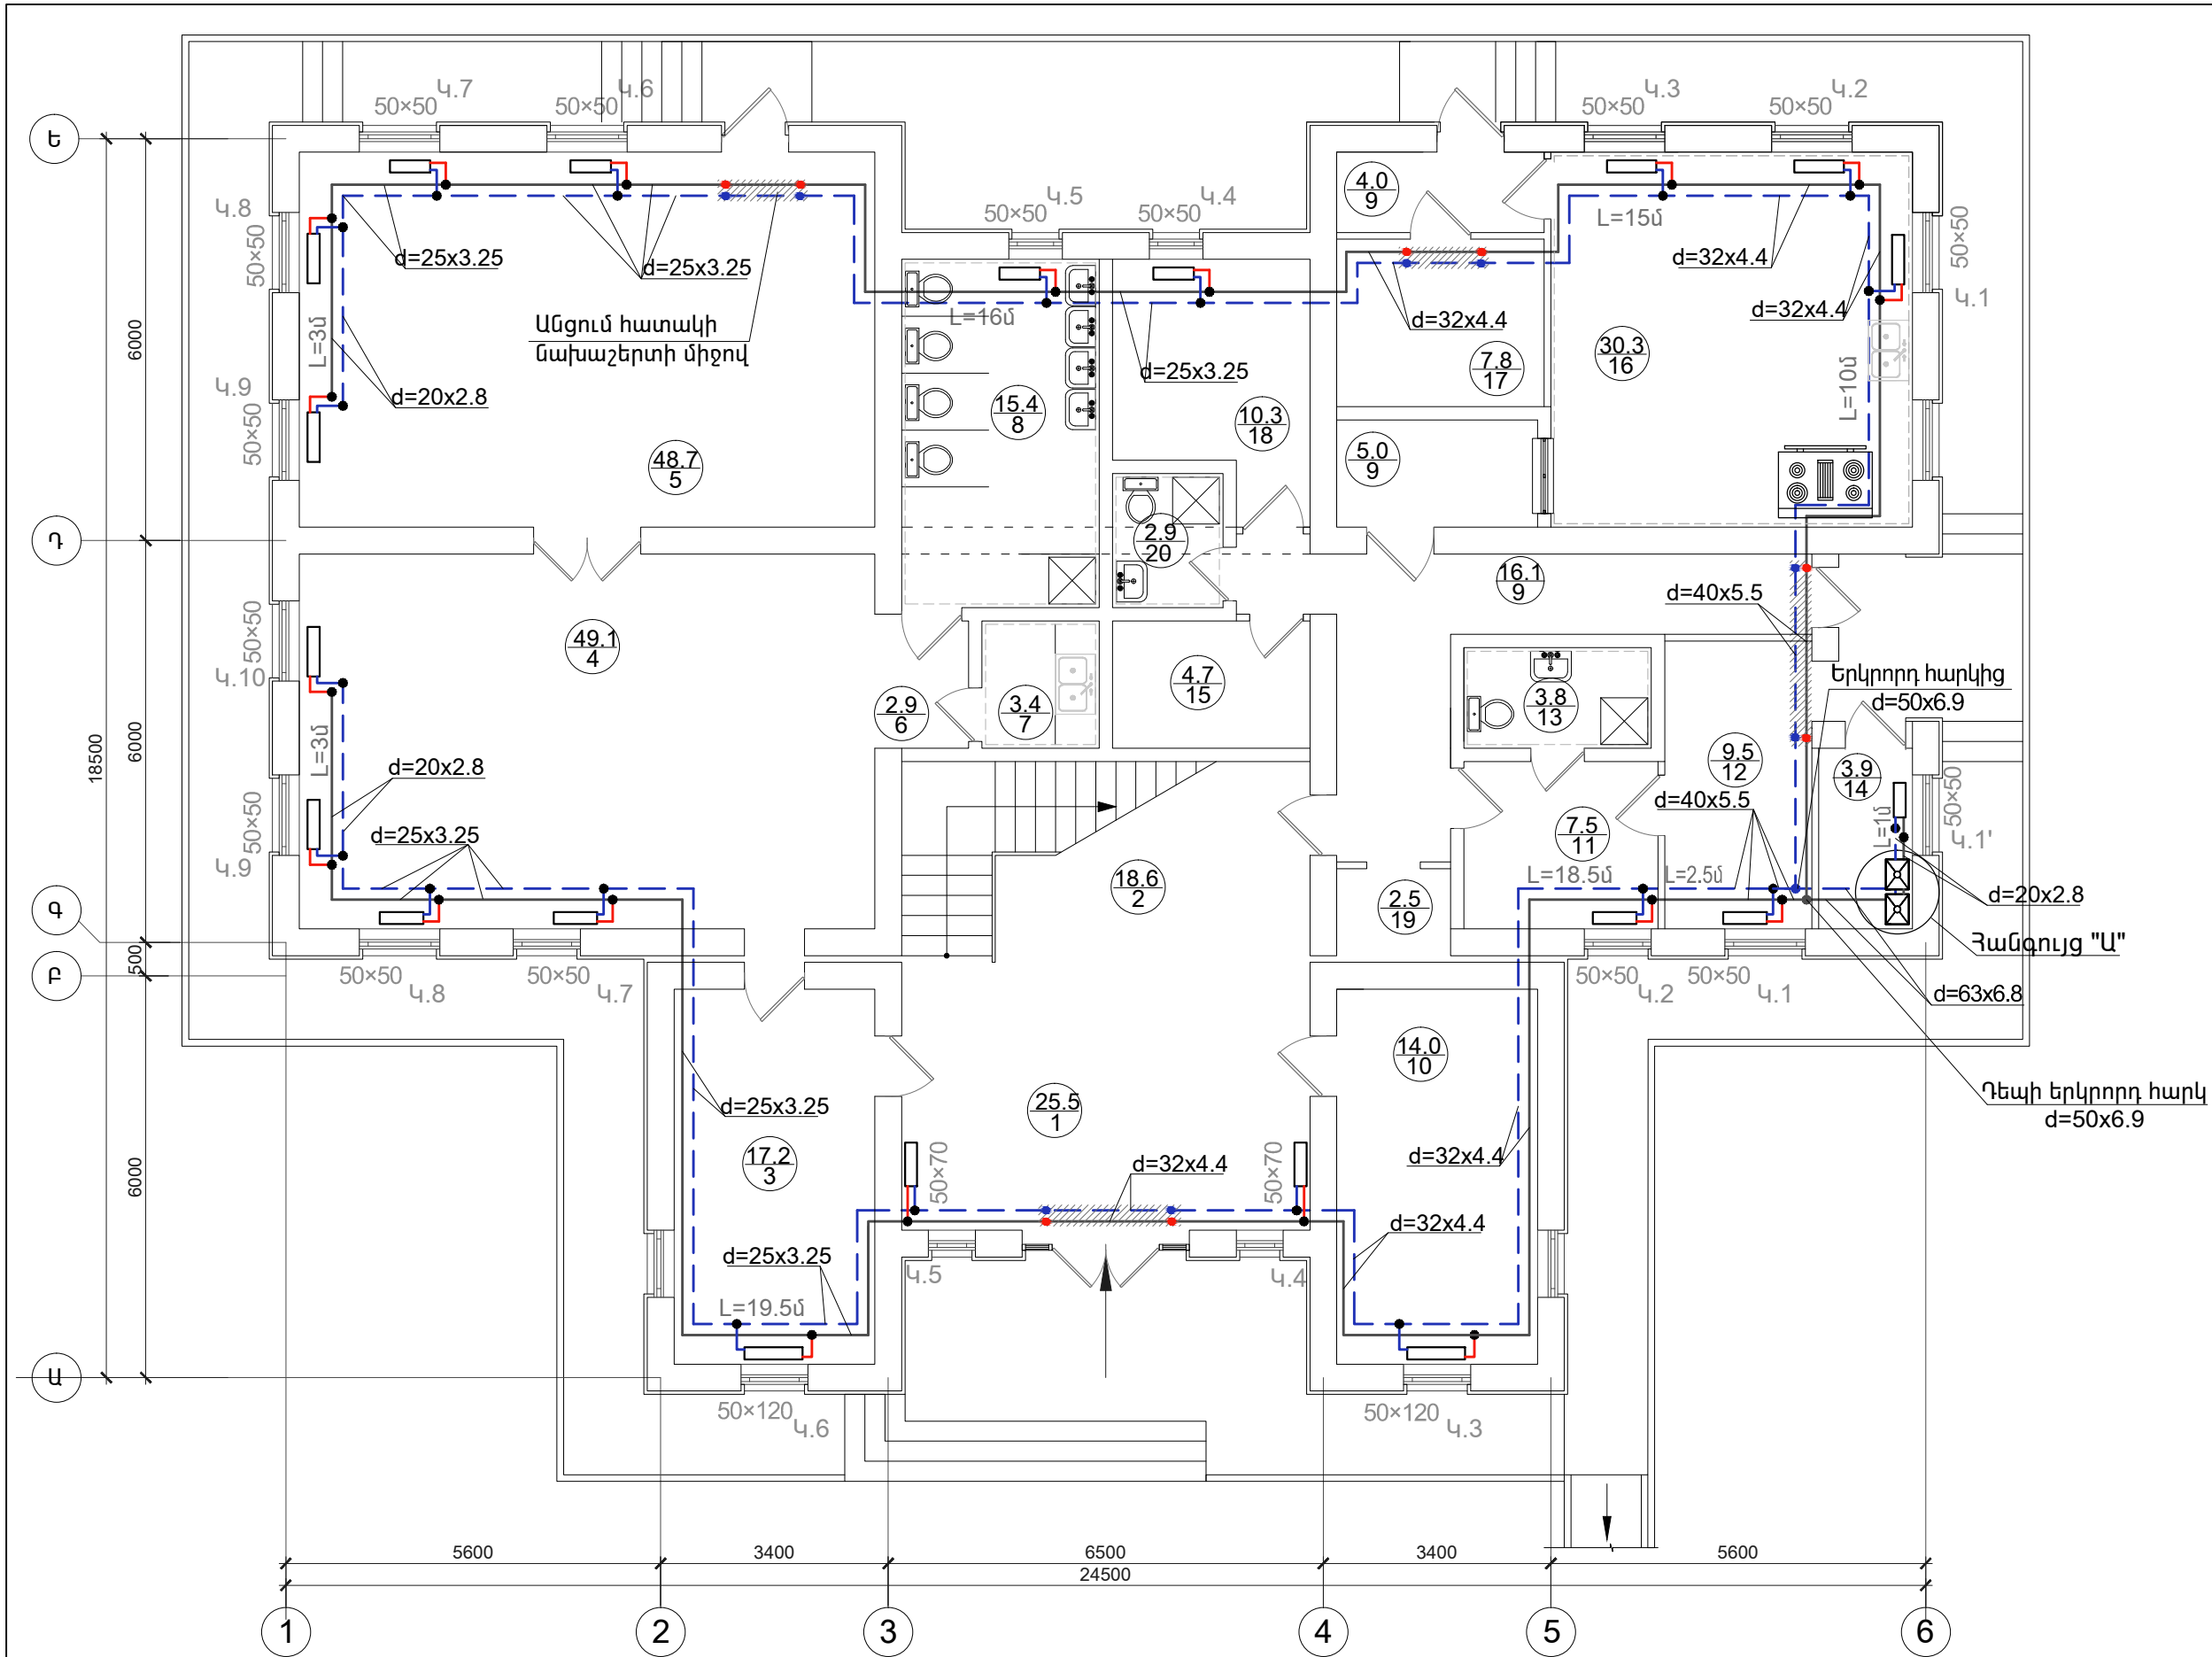 Կ.7
50×50
Կ.6
50×50
Կ.3
50×50
Կ.2
50×50
Ե
Կ.8
50×50
Կ.5
50×50
Կ.4
50×50
4.0
9
L=15մ
50×50
Կ.1
d=25x3.25
d=25x3.25
d=32x4.4
d=32x4.4
d=32x4.4
L=16մ
Անցում հատակի
նախաշերտի միջով
L=3մ
6000
d=20x2.8
d=25x3.25
7.8
17
30.3
16
L=10մ
Կ.9
50×50
15.4
8
10.3
18
5.0
9
48.7
5
Դ
2.9
20
16.1
9
d=40x5.5
50×50
Կ.10
49.1
4
4.7
15
2.9
6
3.4
7
3.8
13
Երկրորդ հարկից
d=50x6.9
18500
6000
L=3մ
d=20x2.8
9.5
12
3.9
14
d=40x5.5
L=1մ
50×50
Կ.1'
50×50
Կ.9
d=25x3.25
7.5
11
L=18.5մ
L=2.5մ
18.6
2
2.5
19
d=20x2.8
Գ
Հանգույց "Ա"
500
Բ
50×50
Կ.8
50×50
Կ.7
50×50
Կ.2
50×50
Կ.1
d=63x6.8
14.0
10
d=25x3.25
25.5
1
Դեպի երկրորդ հարկ
d=50x6.9
6000
17.2
3
50×70
d=32x4.4
50×70
d=32x4.4
d=32x4.4
d=25x3.25
Կ.5
Կ.4
L=19.5մ
Ա
50×120
Կ.6
50×120
Կ.3
5600
3400
6500
3400
5600
24500
1
2
3
4
5
6